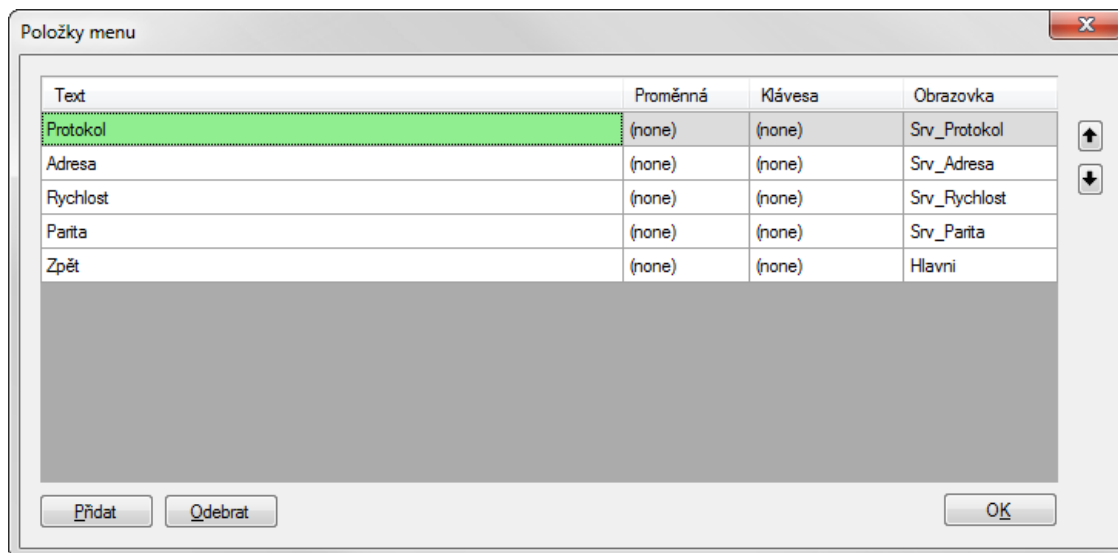 Položky menu
Text Proměnná Klávesa Obrazovka
Protokol (none) (none) Srv_Protokol
Adresa (none) (none) Srv_Adresa
Rychlost (none) (none) Srv_Rychlost
Parita (none) (none) Srv_Parita
Zpět (none) (none) Hlavni
Přidat Odebrat OK